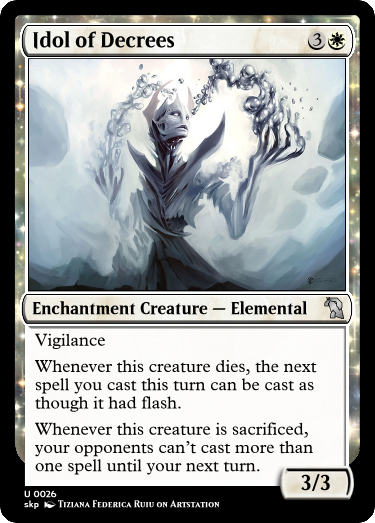 Idol of Decrees 3
Enchantment Creature — Elemental
Vigilance
Whenever this creature dies, the next
spell you cast this turn can be cast as
though it had flash.
Whenever this creature is sacrificed,
your opponents can't cast more than
one spell until your next turn.
3/3
U 0026
skp Tiziana Federica Ruiu on Artstation